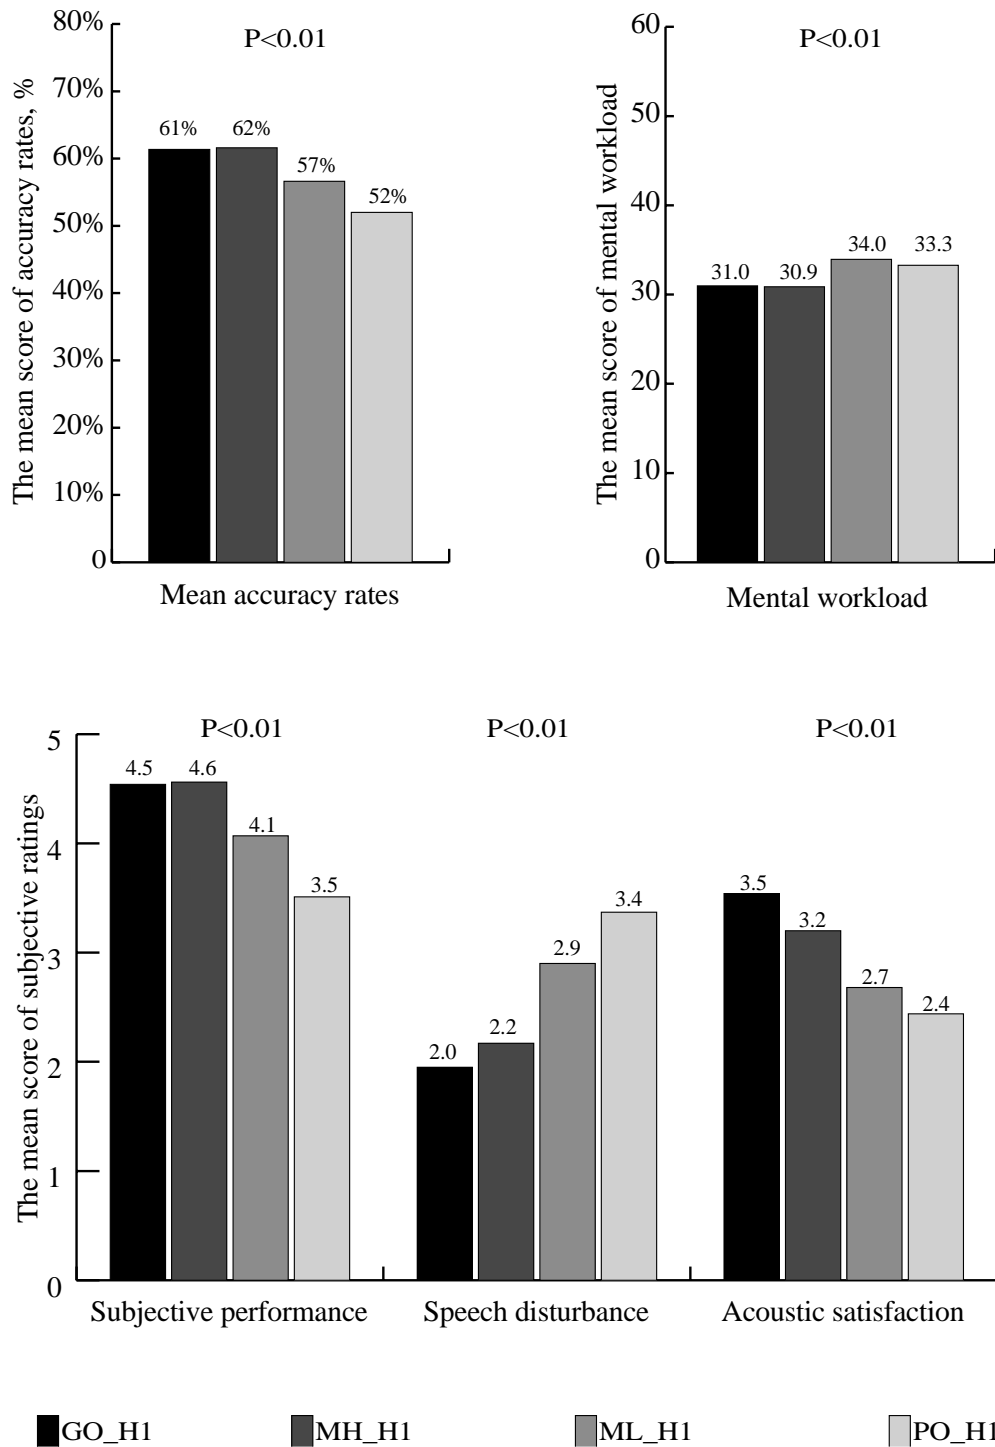 80%
70%
60%
50%
40%
30%
20%
10%
0
The mean score of accuracy rates, %
P<0.01
61%
62%
57%
52%
Mean accuracy rates
60
50
40
30
20
10
0
The mean score of mental workload
P<0.01
31.0
30.9
34.0
33.3
Mental workload
5
4
3
2
1
0
The mean score of subjective ratings
P<0.01
4.5
4.6
4.1
3.5
Subjective performance
P<0.01
2.0
2.2
2.9
3.4
Speech disturbance
P<0.01
3.5
3.2
2.7
2.4
Acoustic satisfaction
GO_H1
MH_H1
ML_H1
PO_H1